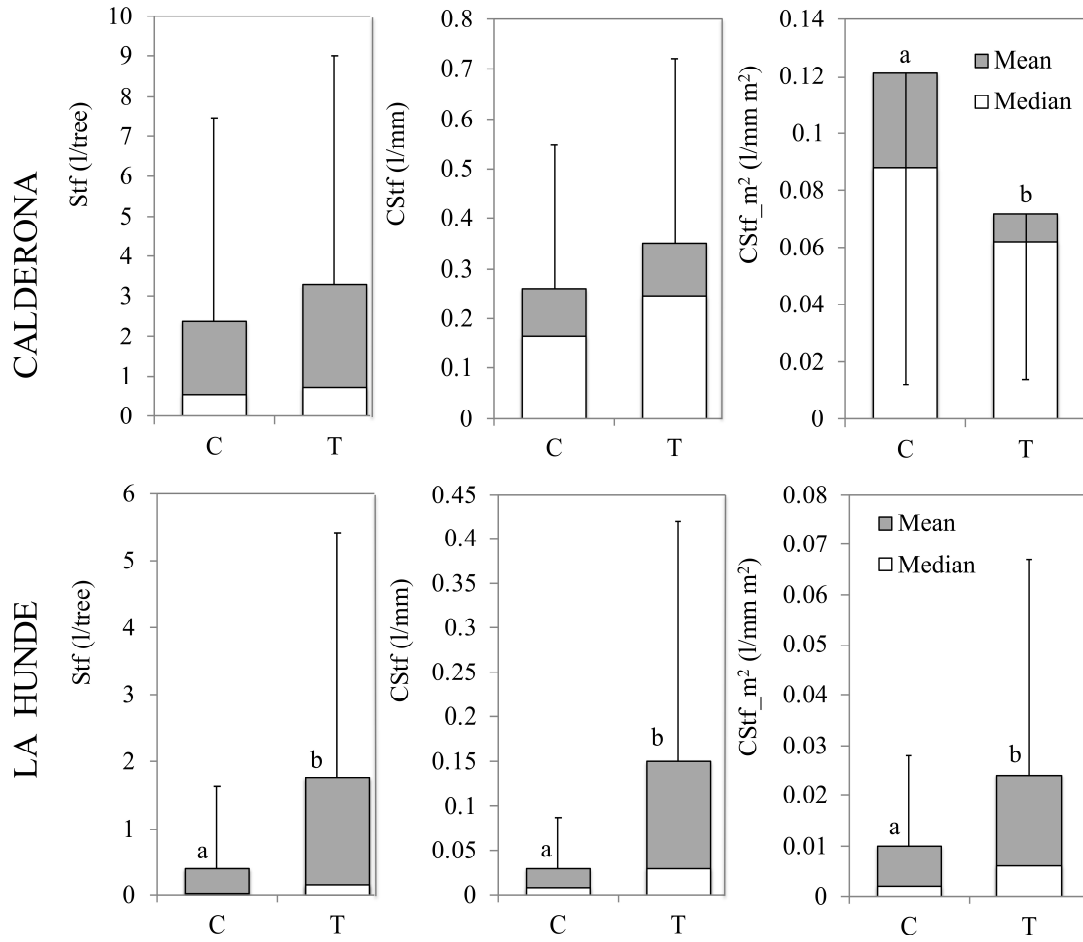 CALDERONA
Stf (l/tree)
10
9
8
7
6
5
4
3
2
1
0
C
T
CStf (l/mm)
0.8
0.7
0.6
0.5
0.4
0.3
0.2
0.1
0
C
T
CStf_m² (l/mm m²)
0.14
0.12
0.1
0.08
0.06
0.04
0.02
0
a
b
Mean
Median
C
T
LA HUNDE
Stf (l/tree)
6
5
4
3
2
1
0
a
b
C
T
CStf (l/mm)
0.45
0.4
0.35
0.3
0.25
0.2
0.15
0.1
0.05
0
a
b
C
T
CStf_m² (l/mm m²)
0.08
0.07
0.06
0.05
0.04
0.03
0.02
0.01
0
Mean
Median
a
b
C
T